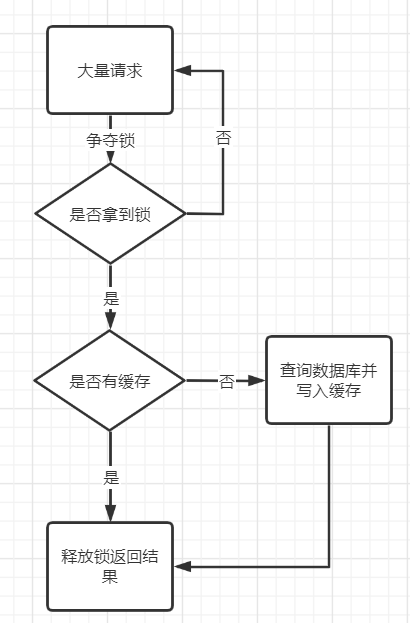 大量请求
争夺锁
否
是否拿到锁
是
是否有缓存
否
查询数据库并
写入缓存
是
释放锁返回结
果